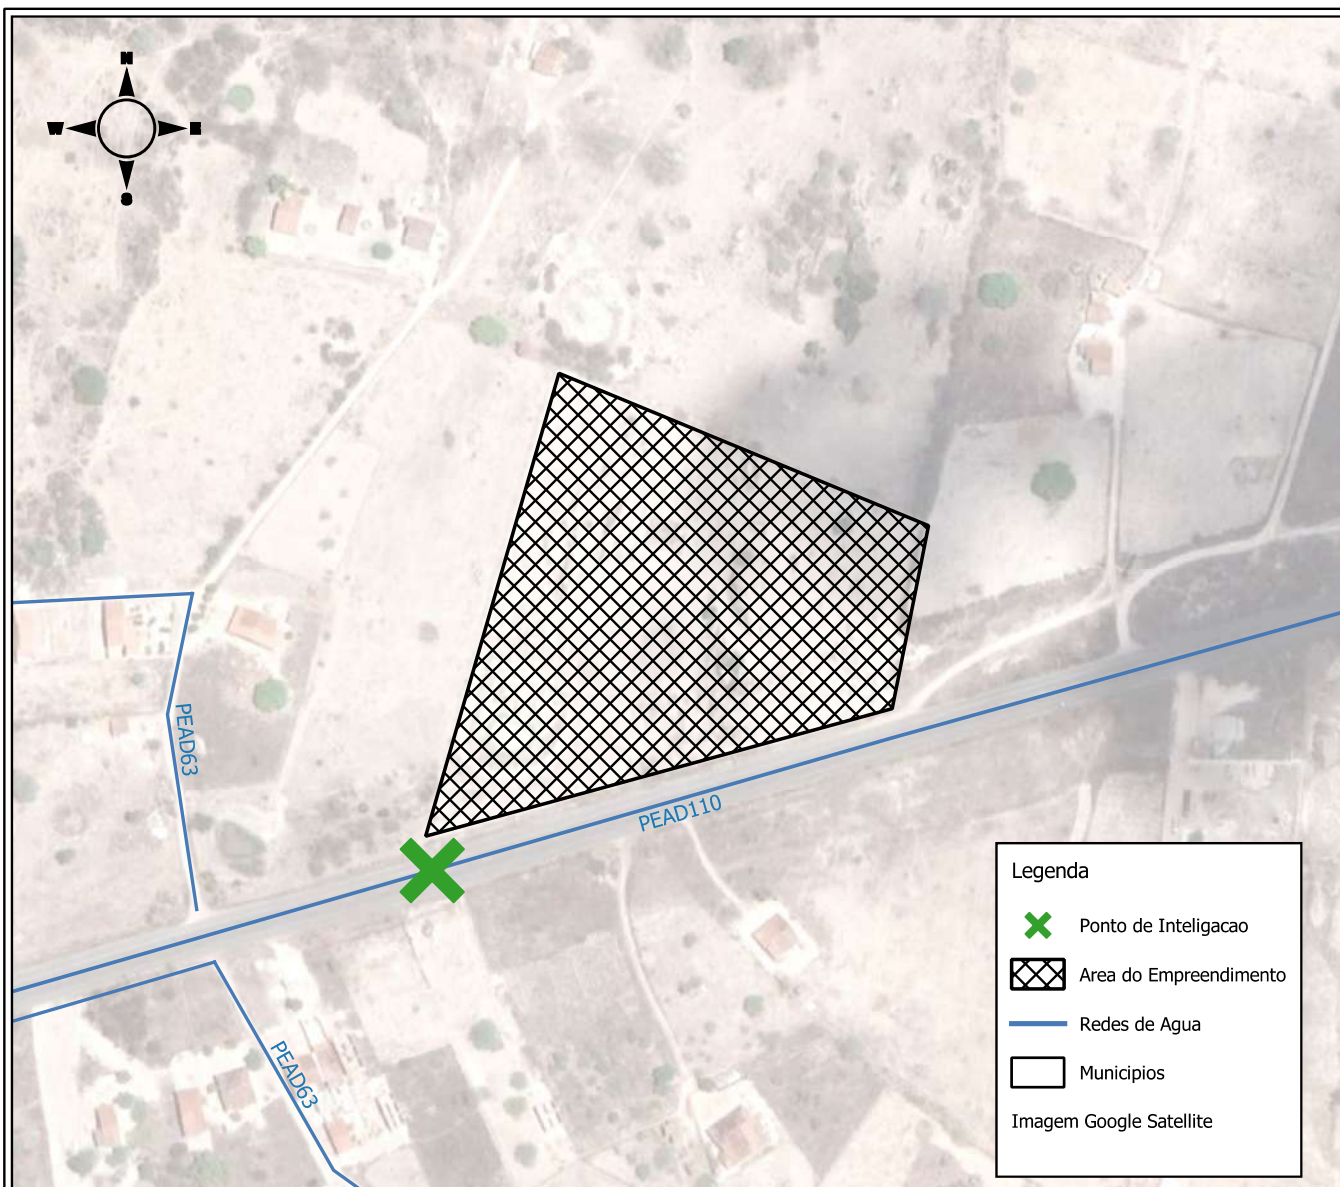 N
W E
S
PEAD63
PEAD110
PEAD63
Legenda
Ponto de Inteligacao
Area do Empreendimento
Redes de Agua
Municipios
Imagem Google Satellite